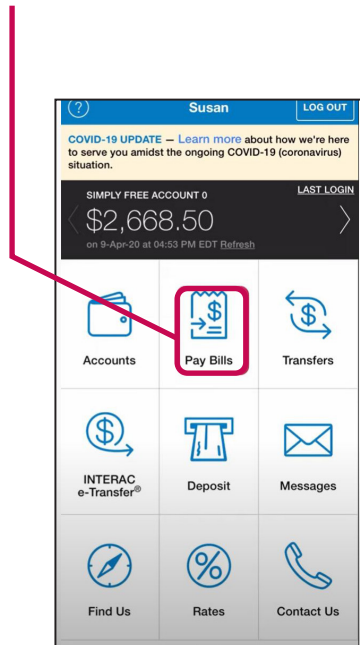 ?
Susan
LOG OUT
COVID-19 UPDATE — Learn more about how we're here
to serve you amidst the ongoing COVID-19 (coronavirus)
situation.
SIMPLY FREE ACCOUNT 0
LAST LOGIN
$2,668.50
on 9-Apr-20 at 04:53 PM EDT Refresh
Accounts
$
Pay Bills
$
Transfers
$
INTERAC
e-Transfer®
Deposit
Messages
Find Us
%
Rates
Contact Us